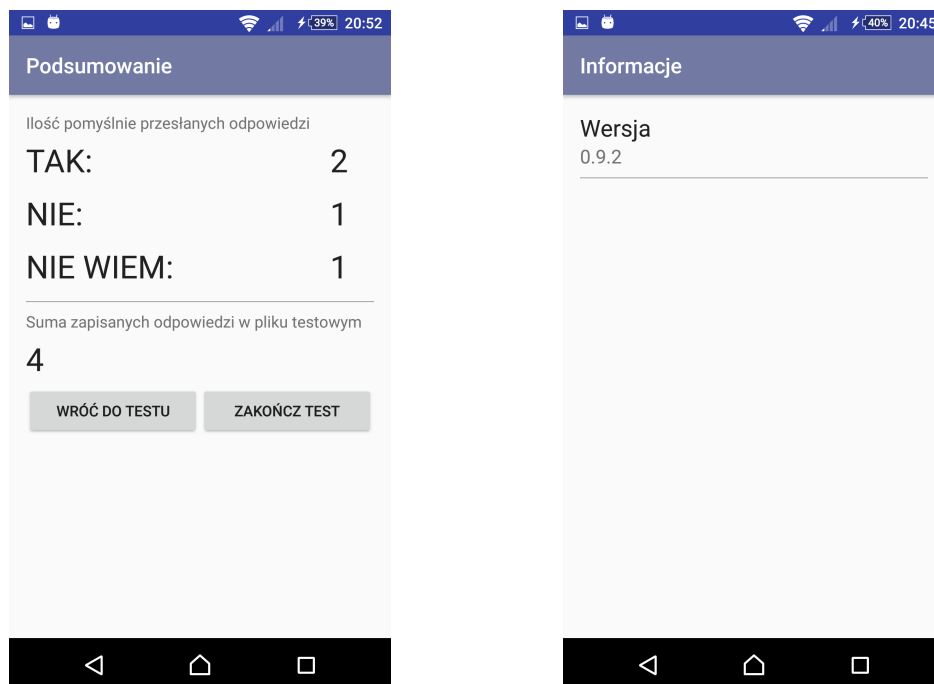 39% 20:52
Podsumowanie
Ilość pomyślnie przesłanych odpowiedzi
TAK: 2
NIE: 1
NIE WIEM: 1
Suma zapisanych odpowiedzi w pliku testowym
4
WRÓĆ DO TESTU ZAKOŃCZ TEST
40% 20:45
Informacje
Wersja
0.9.2